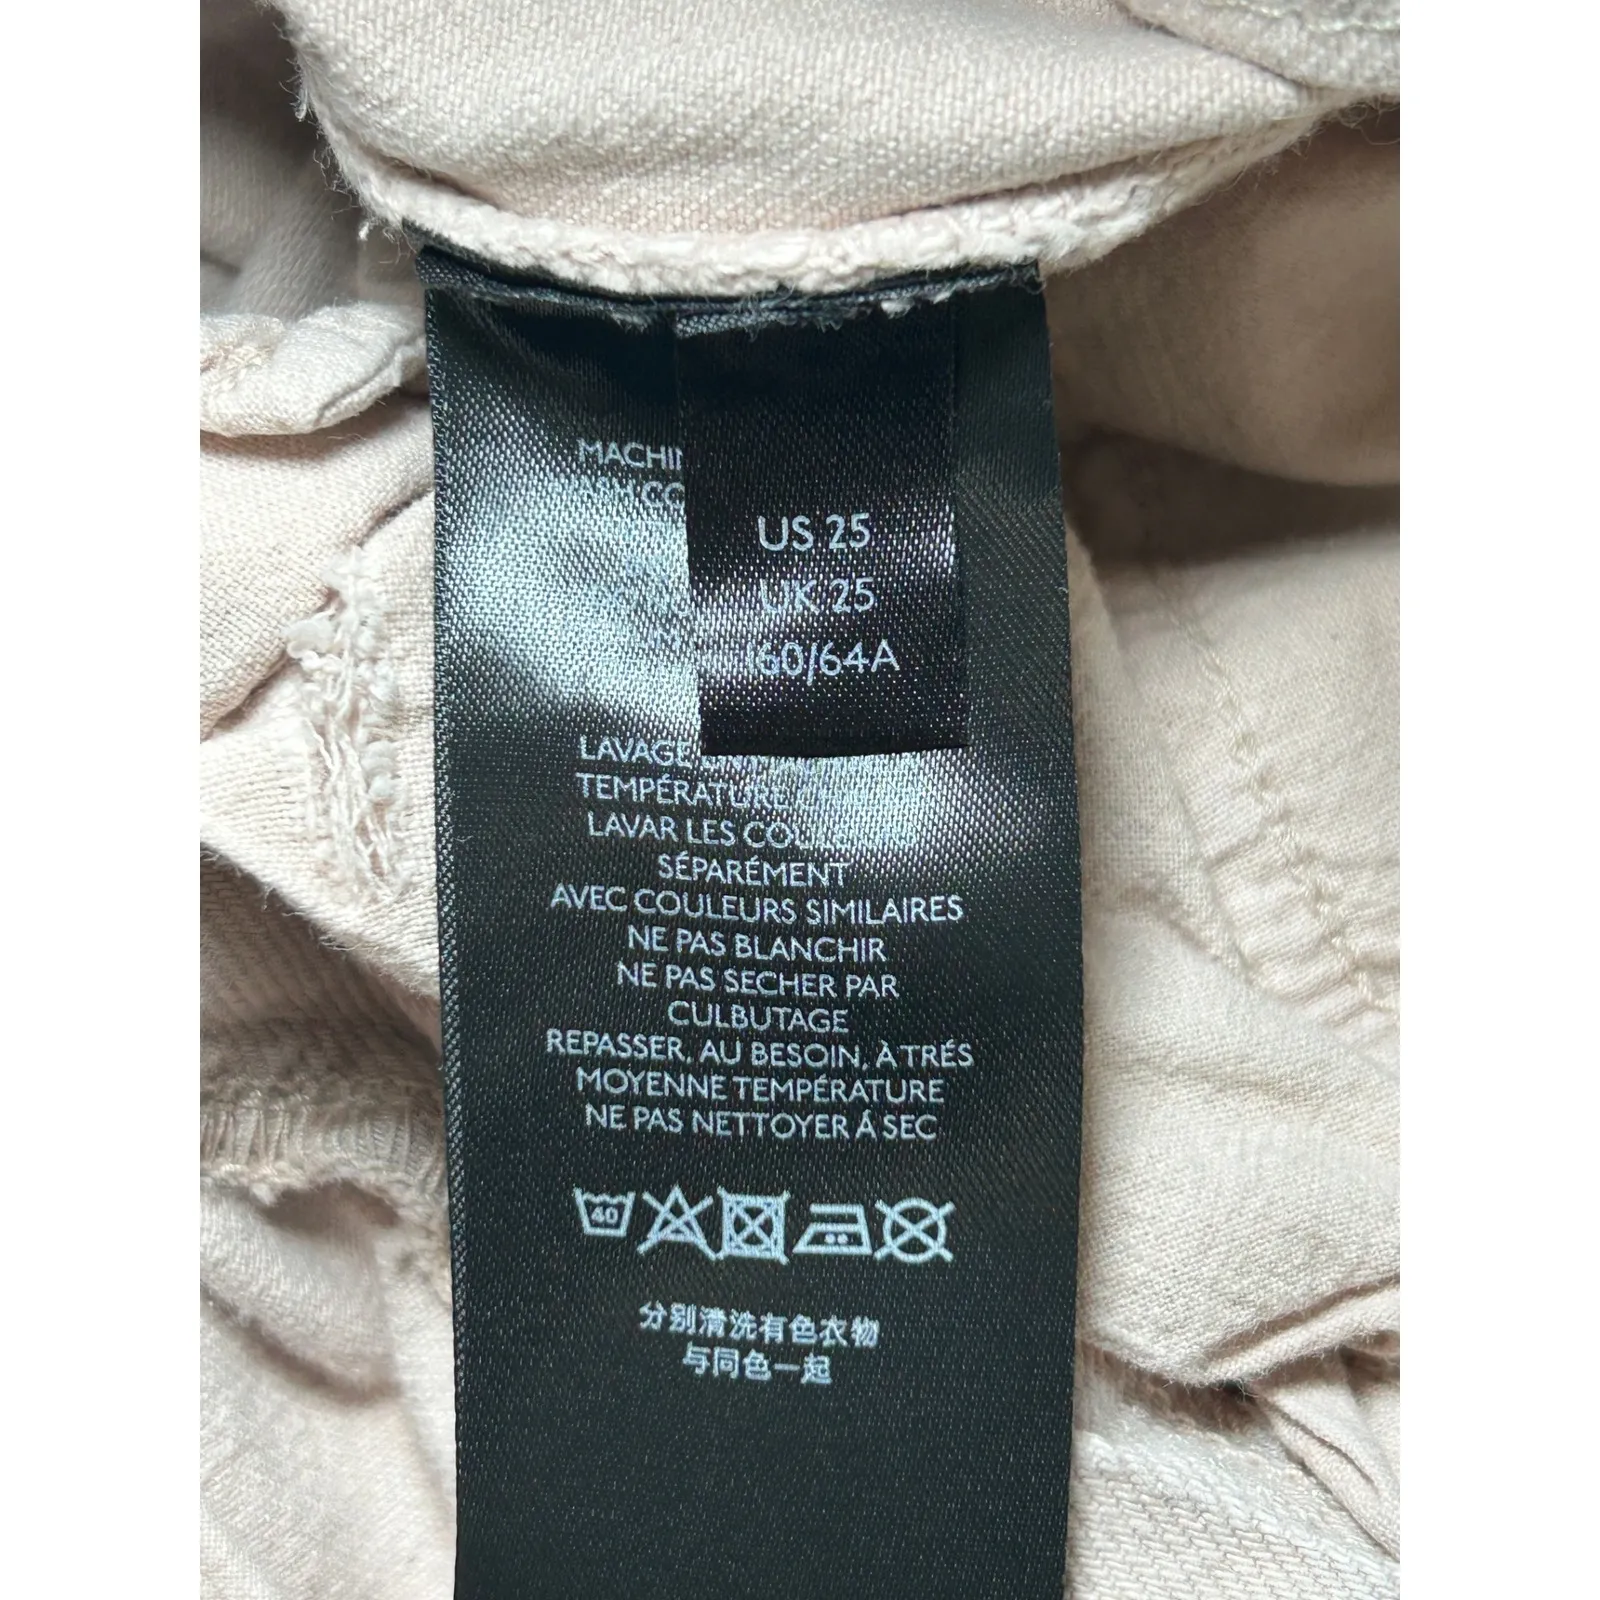 US 25
UK 25
160/64A
LAVAGE
TEMPÉRATURE
LAVAR LES
SÉPARÉMENT
AVEC COULEURS SIMILAIRES
NE PAS BLANCHIR
NE PAS SECHER PAR
CULBUTAGE
REPASSER, AU BESOIN, À TRÉS
MOYENNE TEMPÉRATURE
NE PAS NETTOYER Á SEC
40
分别清洗有色衣物
与同色一起